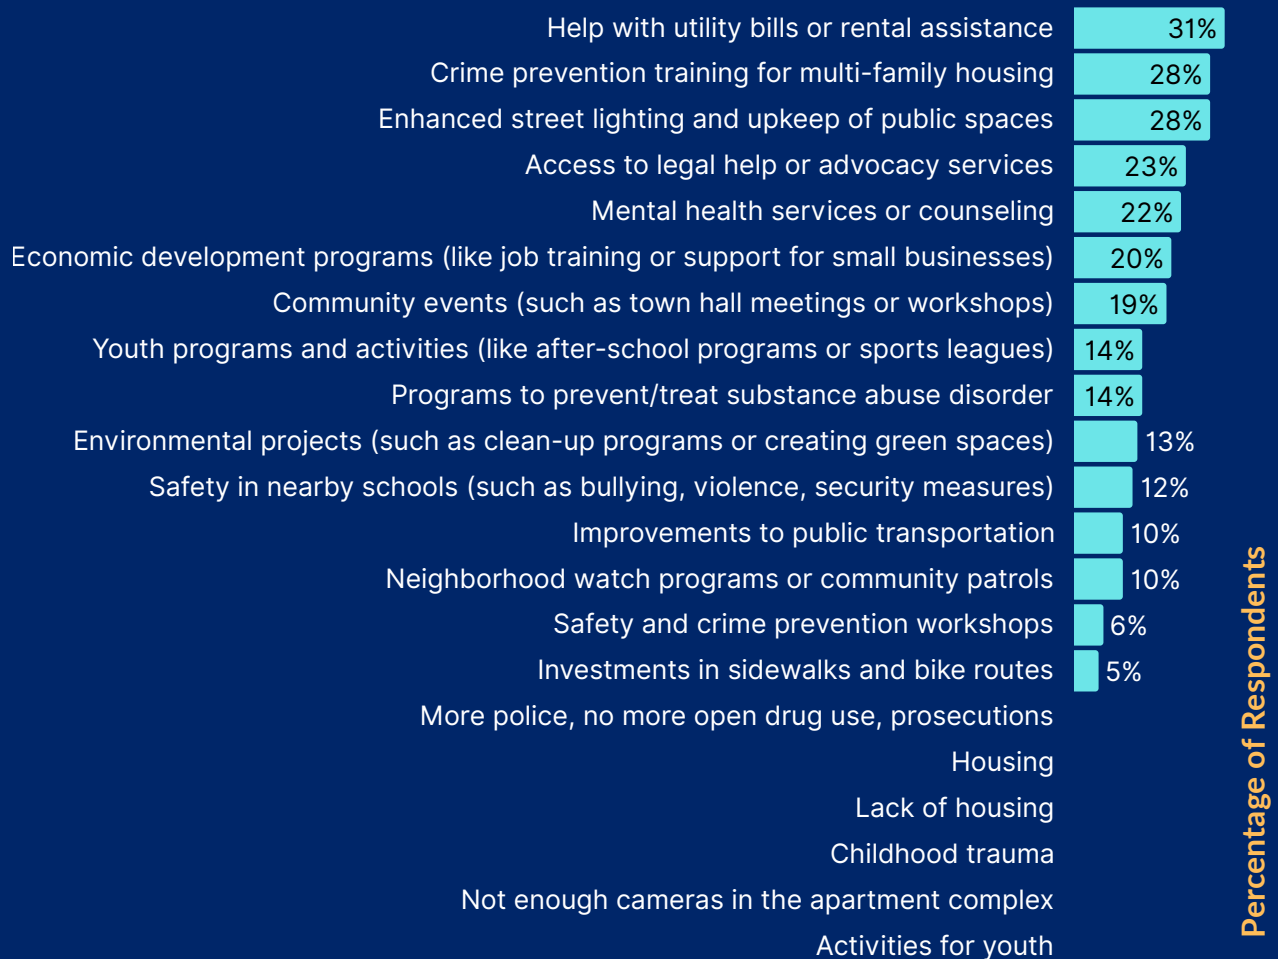 Help with utility bills or rental assistance 31%
Crime prevention training for multi-family housing 28%
Enhanced street lighting and upkeep of public spaces 28%
Access to legal help or advocacy services 23%
Mental health services or counseling 22%
Economic development programs (like job training or support for small businesses) 20%
Community events (such as town hall meetings or workshops) 19%
Youth programs and activities (like after-school programs or sports leagues) 14%
Programs to prevent/treat substance abuse disorder 14%
Environmental projects (such as clean-up programs or creating green spaces) 13%
Safety in nearby schools (such as bullying, violence, security measures) 12%
Improvements to public transportation 10%
Neighborhood watch programs or community patrols 10%
Safety and crime prevention workshops 6%
Investments in sidewalks and bike routes 5%
More police, no more open drug use, prosecutions
Housing
Lack of housing
Childhood trauma
Not enough cameras in the apartment complex
Activities for youth
Percentage of Respondents